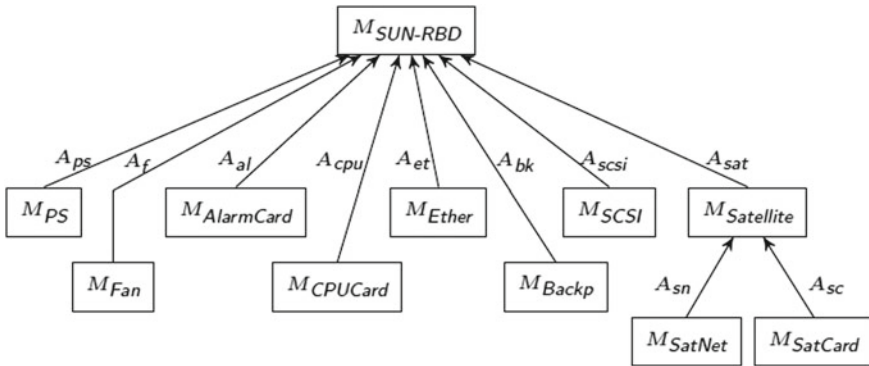 M_SUN-RBD
A_ps A_f A_al A_cpu A_et A_bk A_scsi A_sat
M_PS M_AlarmCard M_Ether M_SCSI M_Satellite
M_Fan M_CPUCard M_Backp
A_sn A_sc
M_SatNet M_SatCard